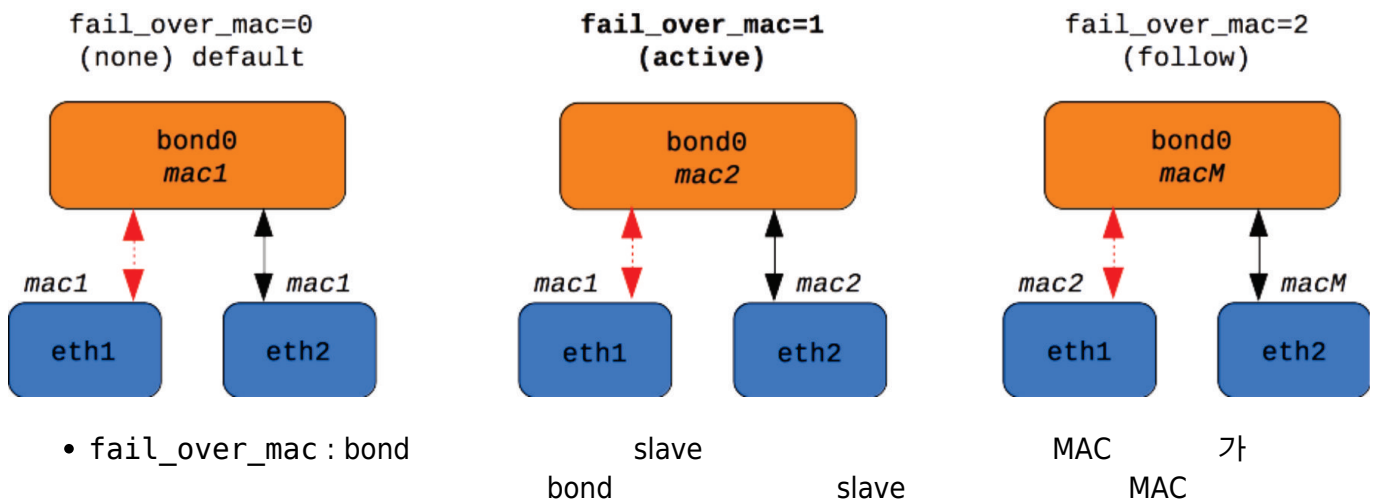 fail_over_mac=0
(none) default
fail_over_mac=1
(active)
fail_over_mac=2
(follow)
bond0
mac1
bond0
mac2
bond0
macM
mac1
mac1
mac1
mac2
mac2
macM
eth1
eth2
eth1
eth2
eth1
eth2
• fail_over_mac : bond slave MAC 가
bond slave MAC